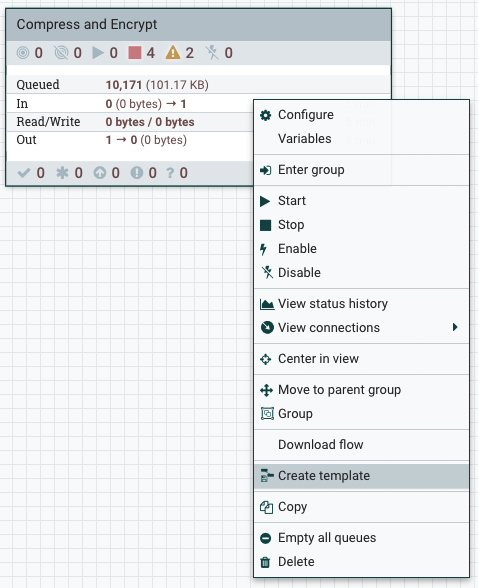 Compress and Encrypt
0 0 0 4 2 0
Queued 10,171 (101.17 KB)
In 0 (0 bytes) → 1
Read/Write 0 bytes / 0 bytes
Out 1 → 0 (0 bytes)
0 0 0 0 ? 0
Configure
Variables
Enter group
Start
Stop
Enable
Disable
View status history
View connections
Center in view
Move to parent group
Group
Download flow
Create template
Copy
Empty all queues
Delete